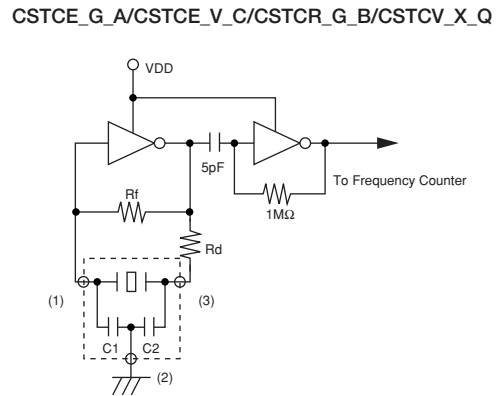 CSTCE_G_A/CSTCE_V_C/CSTCR_G_B/CSTCV_X_Q
VDD
5pF
To Frequency Counter
Rf
1MΩ
Rd
(1)
(3)
C1
C2
(2)